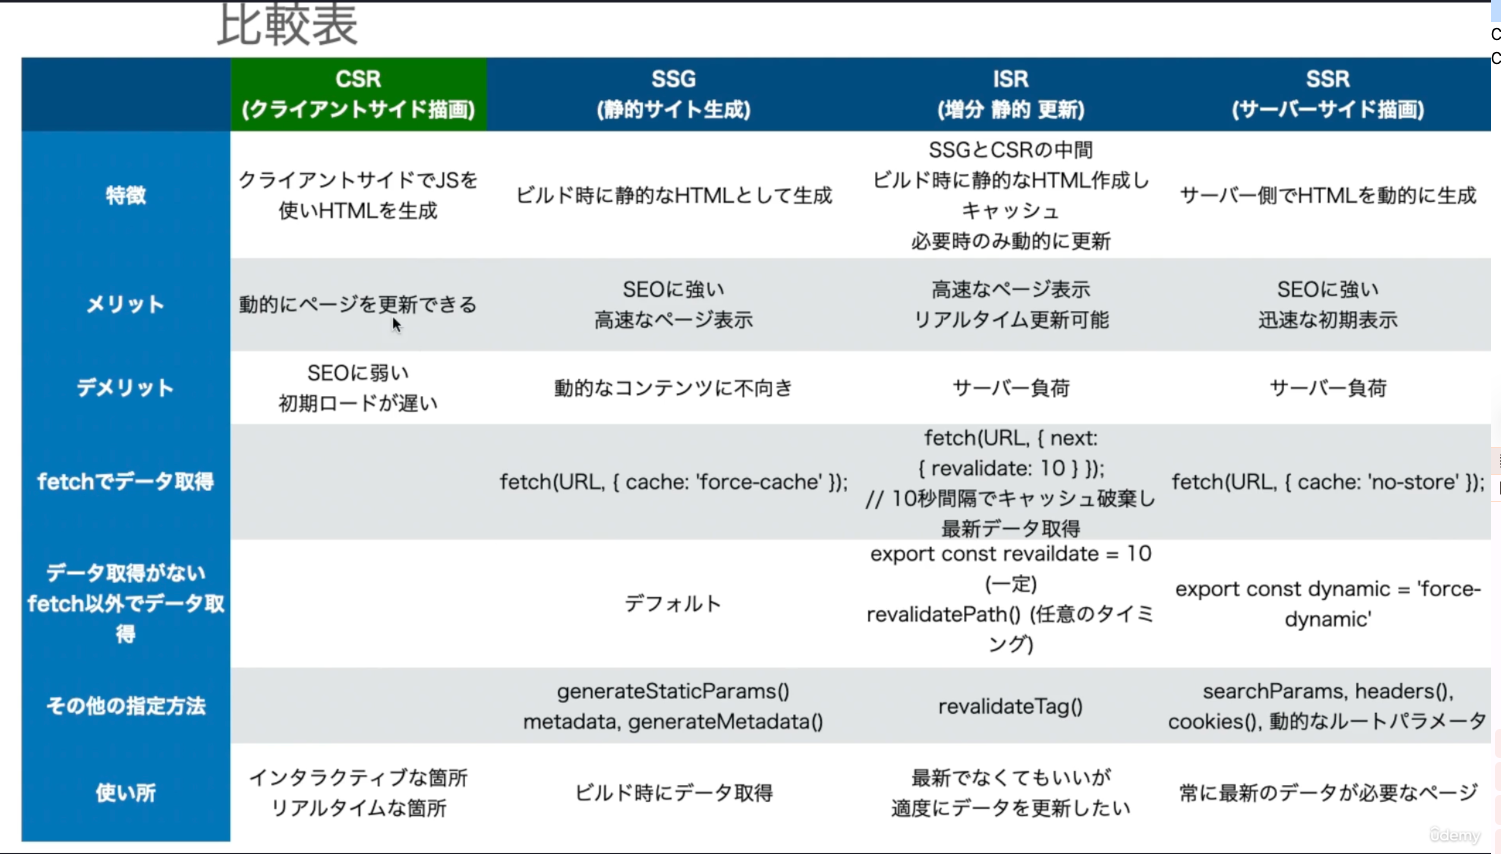 比較表
CSR
(クライアントサイド描画)
SSG
(静的サイト生成)
ISR
(増分 静的 更新)
SSR
(サーバーサイド描画)
特徴
クライアントサイドでJSを
使いHTMLを生成
ビルド時に静的なHTMLとして生成
SSGとCSRの中間
ビルド時に静的なHTML作成し
キャッシュ
必要時のみ動的に更新
サーバー側でHTMLを動的に生成
メリット
動的にページを更新できる
SEOに強い
高速なページ表示
高速なページ表示
リアルタイム更新可能
SEOに強い
迅速な初期表示
デメリット
SEOに弱い
初期ロードが遅い
動的なコンテンツに不向き
サーバー負荷
サーバー負荷
fetchでデータ取得
fetch(URL, { cache: 'force-cache' });
fetch(URL, { next:
{ revalidate: 10 } });
// 10秒間隔でキャッシュ破棄し
最新データ取得
fetch(URL, { cache: 'no-store' });
データ取得がない
fetch以外でデータ取
得
デフォルト
export const revaildate = 10
(一定)
revalidatePath() (任意のタイミ
ング)
export const dynamic = 'force-
dynamic'
その他の指定方法
generateStaticParams()
metadata, generateMetadata()
revalidateTag()
searchParams, headers(),
cookies(), 動的なルートパラメータ
使い所
インタラクティブな箇所
リアルタイムな箇所
ビルド時にデータ取得
最新でなくてもいいが
適度にデータを更新したい
常に最新のデータが必要なページ
ûdemy